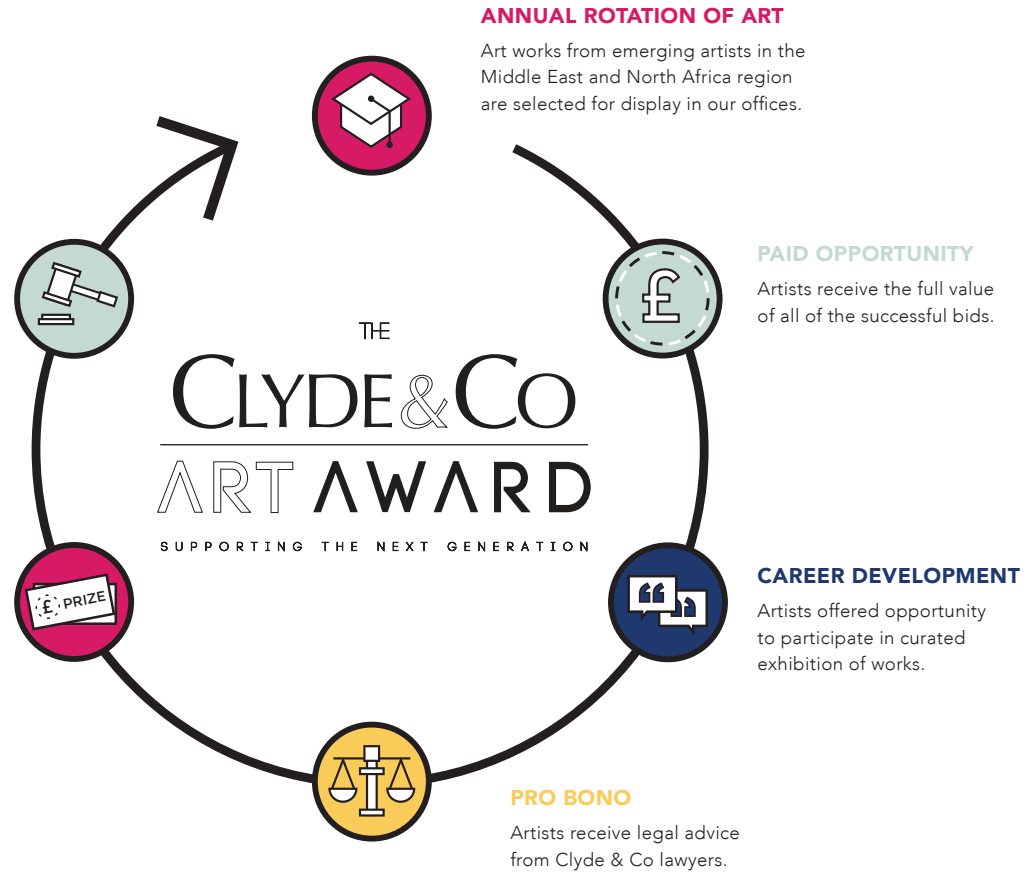 ANNUAL ROTATION OF ART
Art works from emerging artists in the
Middle East and North Africa region
are selected for display in our offices.
PAID OPPORTUNITY
Artists receive the full value
of all of the successful bids.
£
THE
CLYDE&CO
ART AWARD
SUPPORTING THE NEXT GENERATION
CAREER DEVELOPMENT
Artists offered opportunity
to participate in curated
exhibition of works.
£ PRIZE
PRO BONO
Artists receive legal advice
from Clyde & Co lawyers.